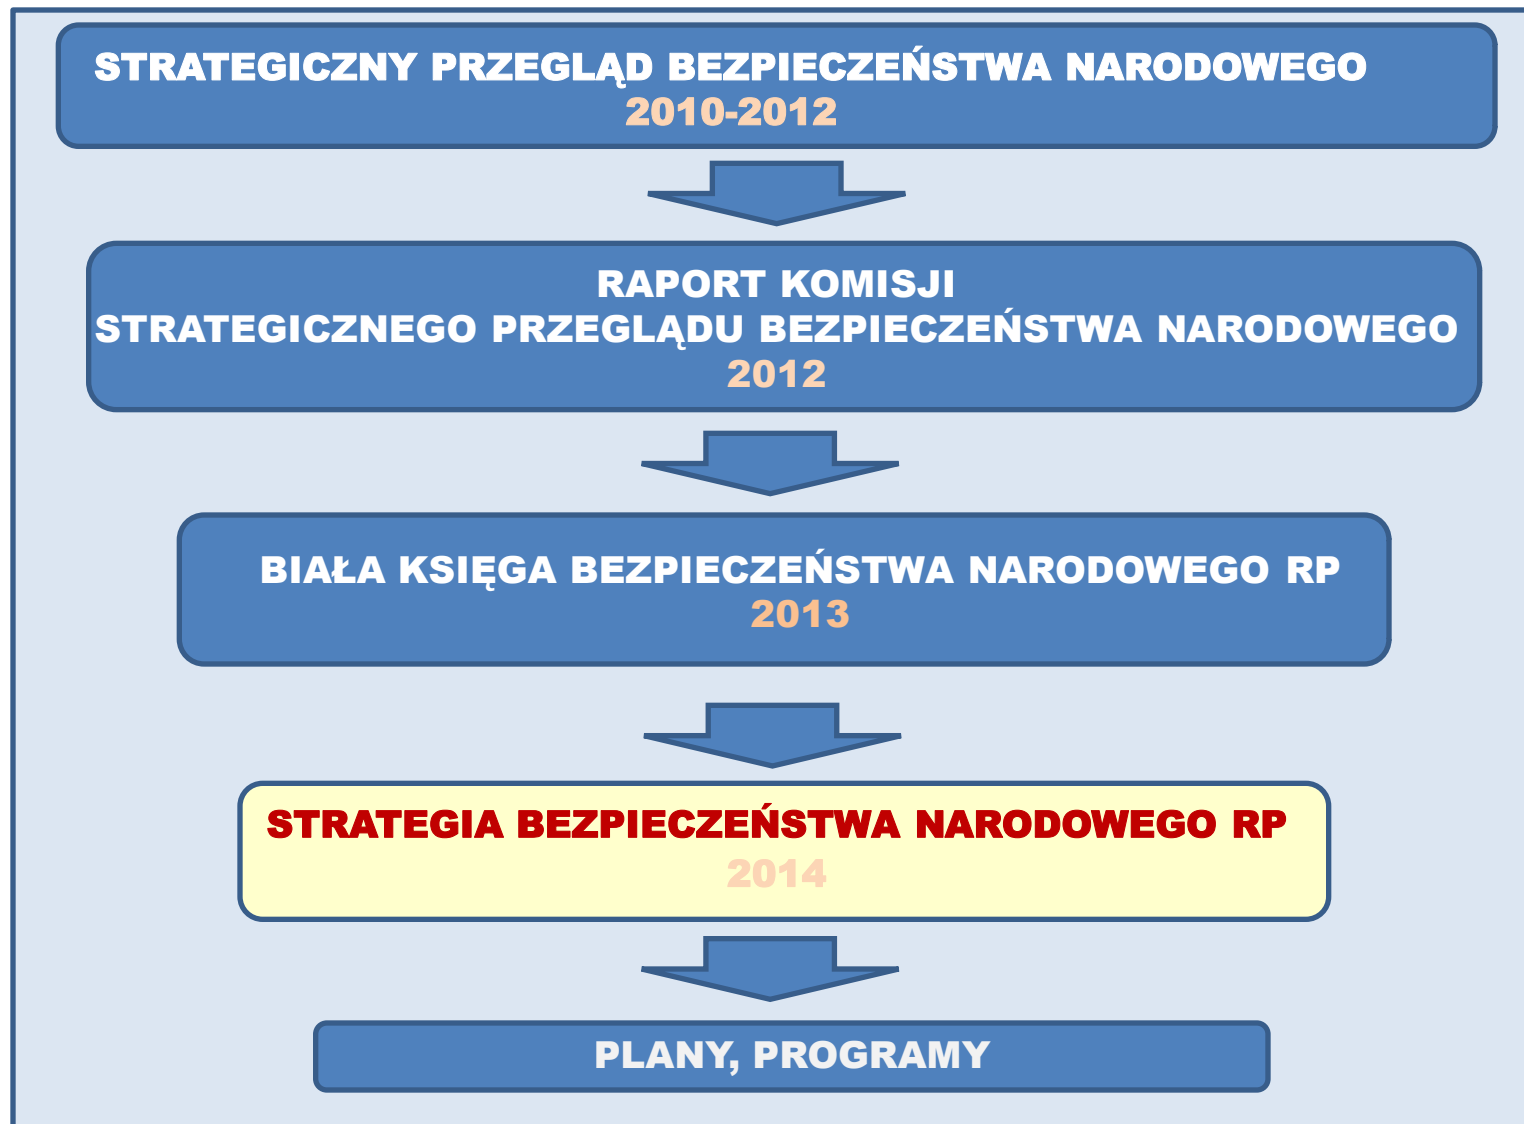 STRATEGICZNY PRZEGLĄD BEZPIECZEŃSTWA NARODOWEGO
2010-2012
RAPORT KOMISJI
STRATEGICZNEGO PRZEGLĄDU BEZPIECZEŃSTWA NARODOWEGO
2012
BIAŁA KSIĘGA BEZPIECZEŃSTWA NARODOWEGO RP
2013
STRATEGIA BEZPIECZEŃSTWA NARODOWEGO RP
2014
PLANY, PROGRAMY